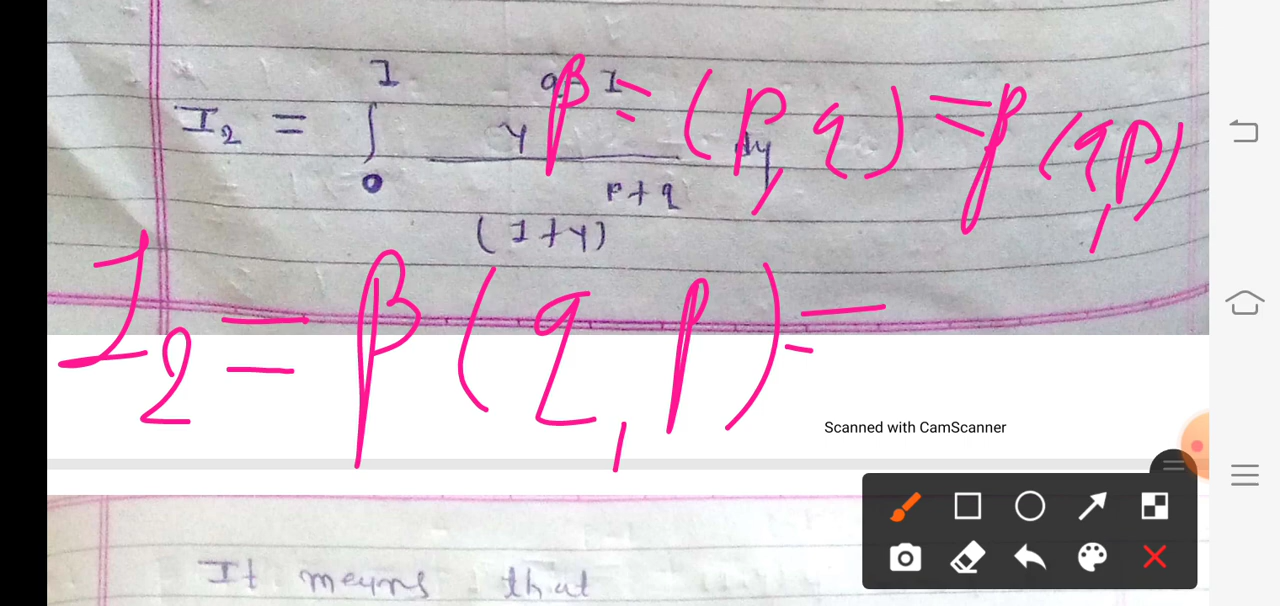 I₂ = ∫₀¹ y^(q-1) / (1+y)^(p+q) dy
β = (p, q) = β (q, p)
I₂ = β (q, p) =
Scanned with CamScanner
It means that